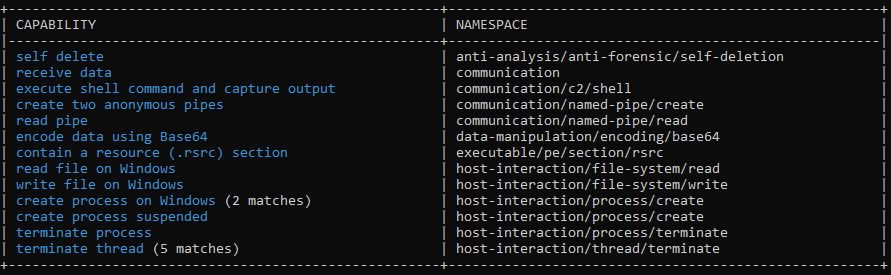 CAPABILITY NAMESPACE
self delete anti-analysis/anti-forensic/self-deletion
receive data communication
execute shell command and capture output communication/c2/shell
create two anonymous pipes communication/named-pipe/create
read pipe communication/named-pipe/read
encode data using Base64 data-manipulation/encoding/base64
contain a resource (.rsrc) section executable/pe/section/rsrc
read file on Windows host-interaction/file-system/read
write file on Windows host-interaction/file-system/write
create process on Windows (2 matches) host-interaction/process/create
create process suspended host-interaction/process/create
terminate process host-interaction/process/terminate
terminate thread (5 matches) host-interaction/thread/terminate